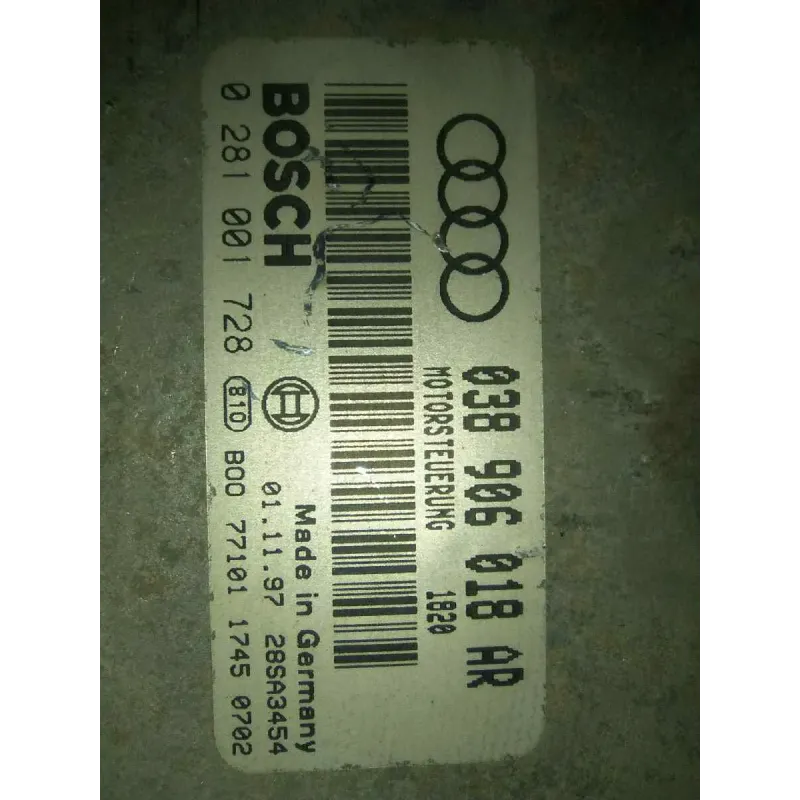 038 906 018 AR
MOTORSTEUERUNG 1820
BOSCH
Made in Germany
01.11.97 28SA3454
0 281 001 728 B10 B00 77101 1745 0702